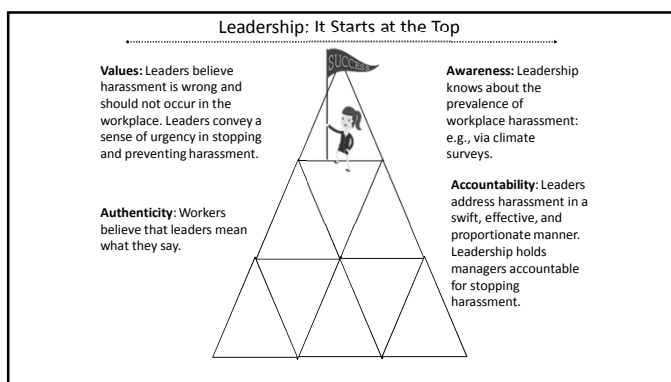 Leadership: It Starts at the Top
SUCCESS
Values: Leaders believe
harassment is wrong and
should not occur in the
workplace. Leaders convey a
sense of urgency in stopping
and preventing harassment.
Authenticity: Workers
believe that leaders mean
what they say.
Awareness: Leadership
knows about the
prevalence of
workplace harassment:
e.g., via climate
surveys.
Accountability: Leaders
address harassment in a
swift, effective, and
proportionate manner.
Leadership holds
managers accountable
for stopping
harassment.